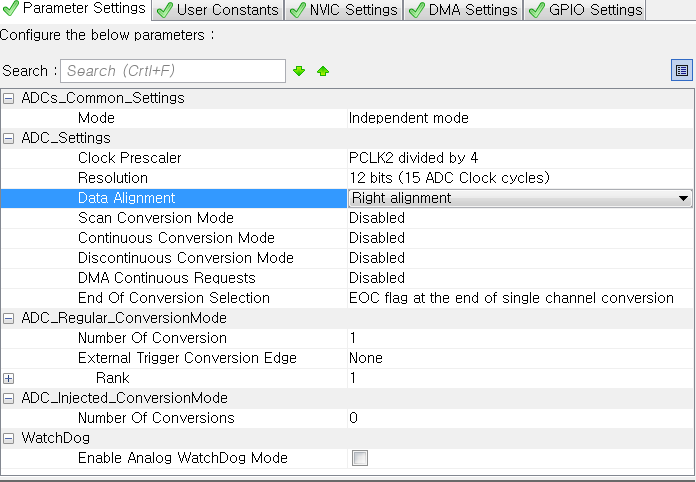 Parameter Settings User Constants NVIC Settings DMA Settings GPIO Settings
Configure the below parameters :
Search : Search (Crtl+F)
ADCs_Common_Settings
Mode Independent mode
ADC_Settings
Clock Prescaler PCLK2 divided by 4
Resolution 12 bits (15 ADC Clock cycles)
Data Alignment Right alignment
Scan Conversion Mode Disabled
Continuous Conversion Mode Disabled
Discontinuous Conversion Mode Disabled
DMA Continuous Requests Disabled
End Of Conversion Selection EOC flag at the end of single channel conversion
ADC_Regular_ConversionMode
Number Of Conversion 1
External Trigger Conversion Edge None
Rank 1
ADC_Injected_ConversionMode
Number Of Conversions 0
WatchDog
Enable Analog WatchDog Mode